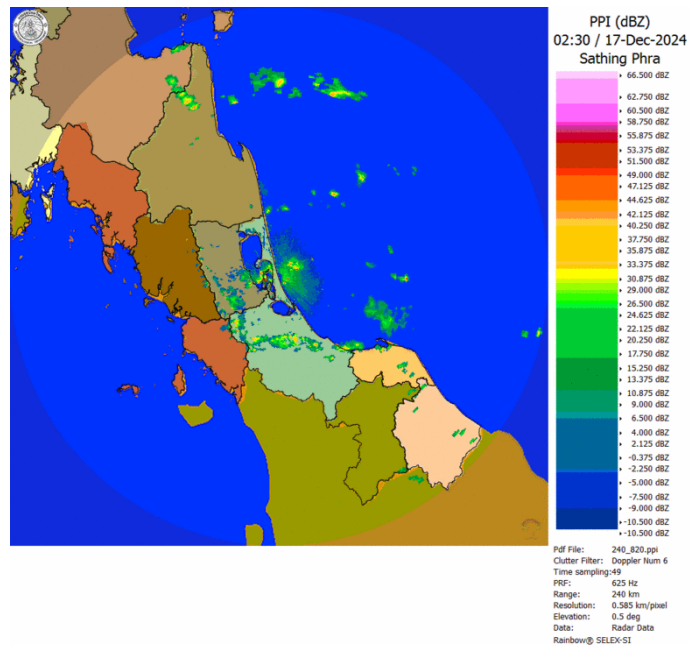 PPI (dBZ)
02:30 / 17-Dec-2024
Sathing Phra
66.500 dBZ
62.750 dBZ
60.500 dBZ
58.750 dBZ
55.875 dBZ
53.375 dBZ
51.500 dBZ
49.000 dBZ
47.125 dBZ
44.625 dBZ
42.125 dBZ
40.250 dBZ
37.750 dBZ
35.875 dBZ
33.375 dBZ
30.875 dBZ
29.000 dBZ
26.500 dBZ
24.625 dBZ
22.125 dBZ
20.250 dBZ
17.750 dBZ
15.250 dBZ
13.375 dBZ
10.875 dBZ
9.000 dBZ
6.500 dBZ
4.000 dBZ
2.125 dBZ
-0.375 dBZ
-2.250 dBZ
-5.000 dBZ
-7.000 dBZ
-9.000 dBZ
-10.500 dBZ
-10.500 dBZ
Pdf File: 240_820.ppi
Clutter Filter: Doppler Num 6
Time sampling:49
PRF: 625 Hz
Range: 240 km
Resolution: 0.585 km/pixel
Elevation: 0.5 deg
Data: Radar Data
Rainbow® SELEX-SI